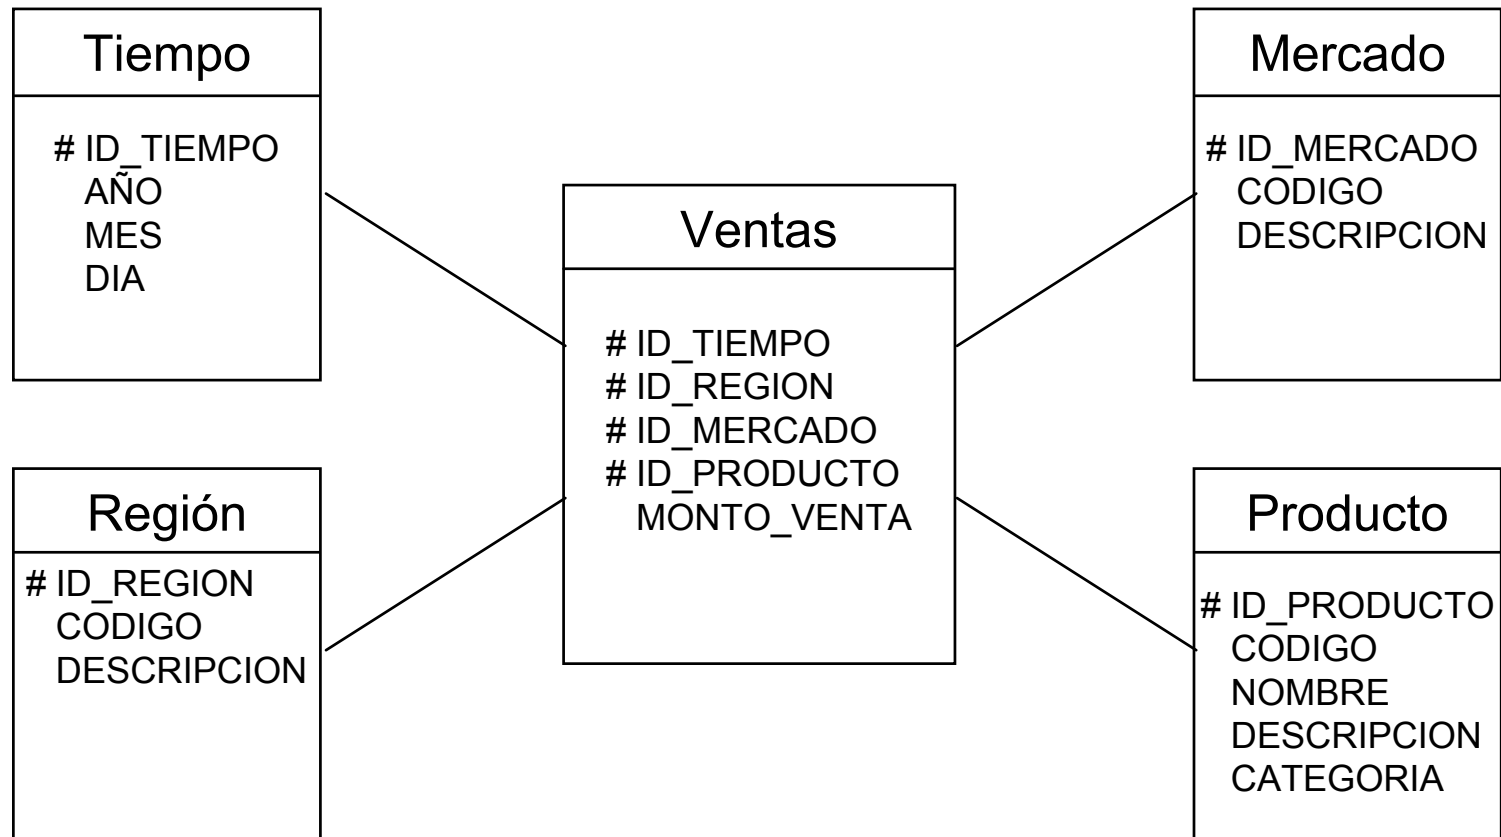 Tiempo
# ID_TIEMPO
AÑO
MES
DIA
Región
# ID_REGION
CODIGO
DESCRIPCION
Ventas
# ID_TIEMPO
# ID_REGION
# ID_MERCADO
# ID_PRODUCTO
MONTO_VENTA
Mercado
# ID_MERCADO
CODIGO
DESCRIPCION
Producto
# ID_PRODUCTO
CODIGO
NOMBRE
DESCRIPCION
CATEGORIA